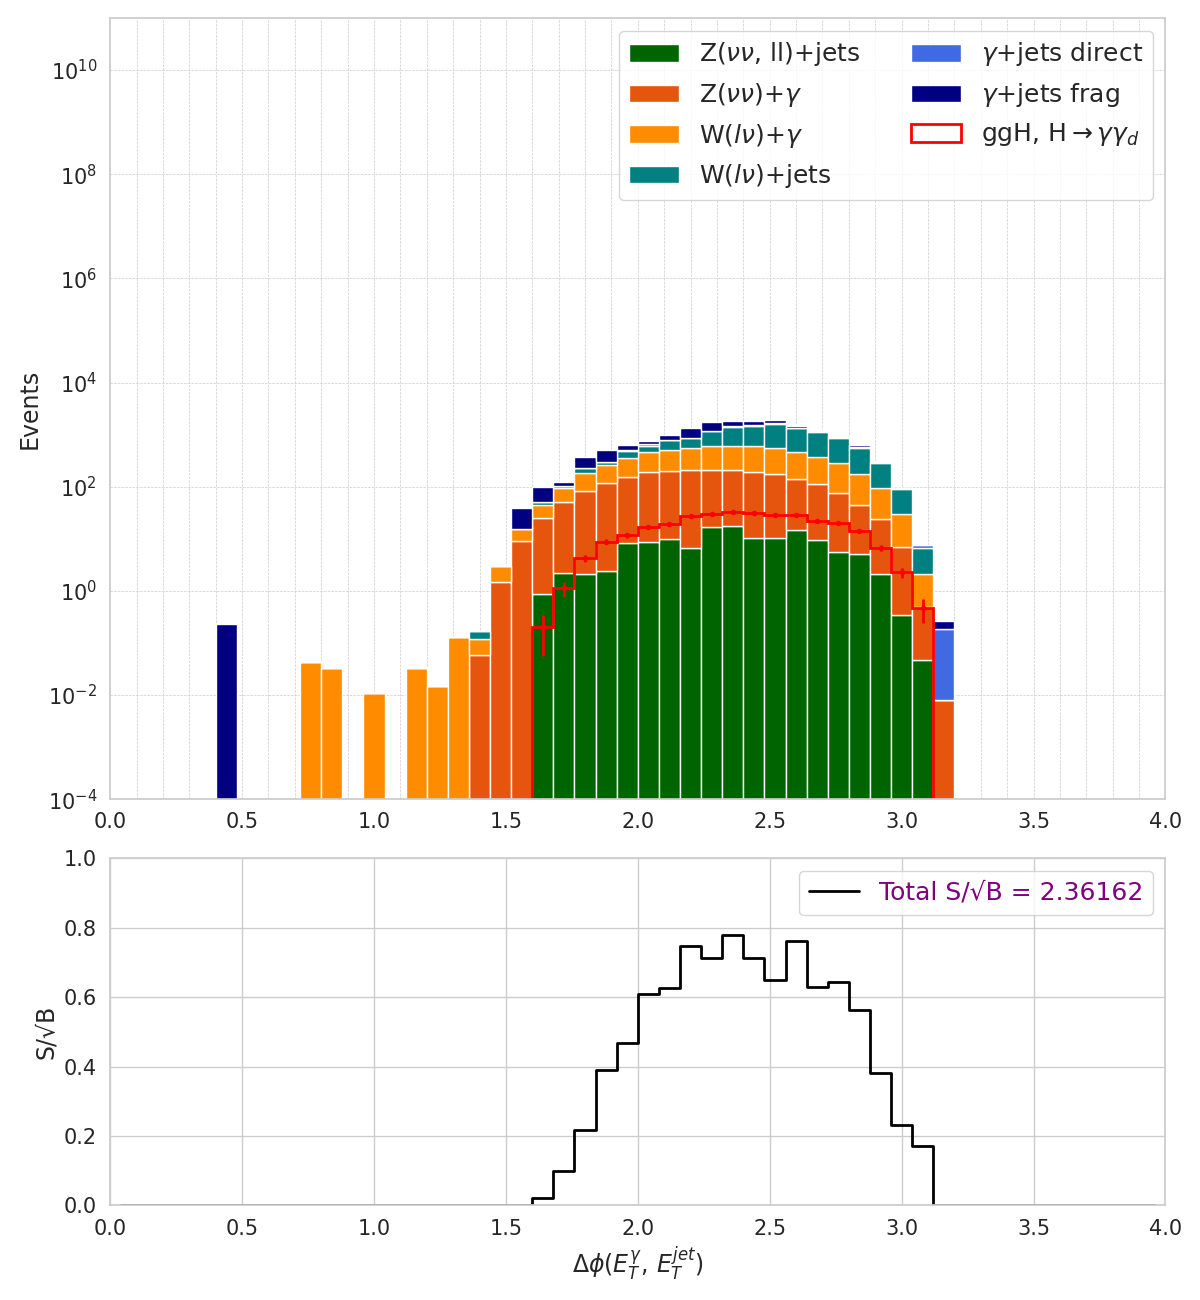 Z(νν, ll)+jets
Z(νν)+γ
W(lν)+γ
W(lν)+jets
γ+jets direct
γ+jets frag
ggH, H→γγ_d
Events
10^10
10^8
10^6
10^4
10^2
10^0
10^−2
10^−4
0.0 0.5 1.0 1.5 2.0 2.5 3.0 3.5 4.0
Total S/√B = 2.36162
S/√B
1.0
0.8
0.6
0.4
0.2
0.0
0.0 0.5 1.0 1.5 2.0 2.5 3.0 3.5 4.0
Δϕ(E_T^γ, E_T^jet)